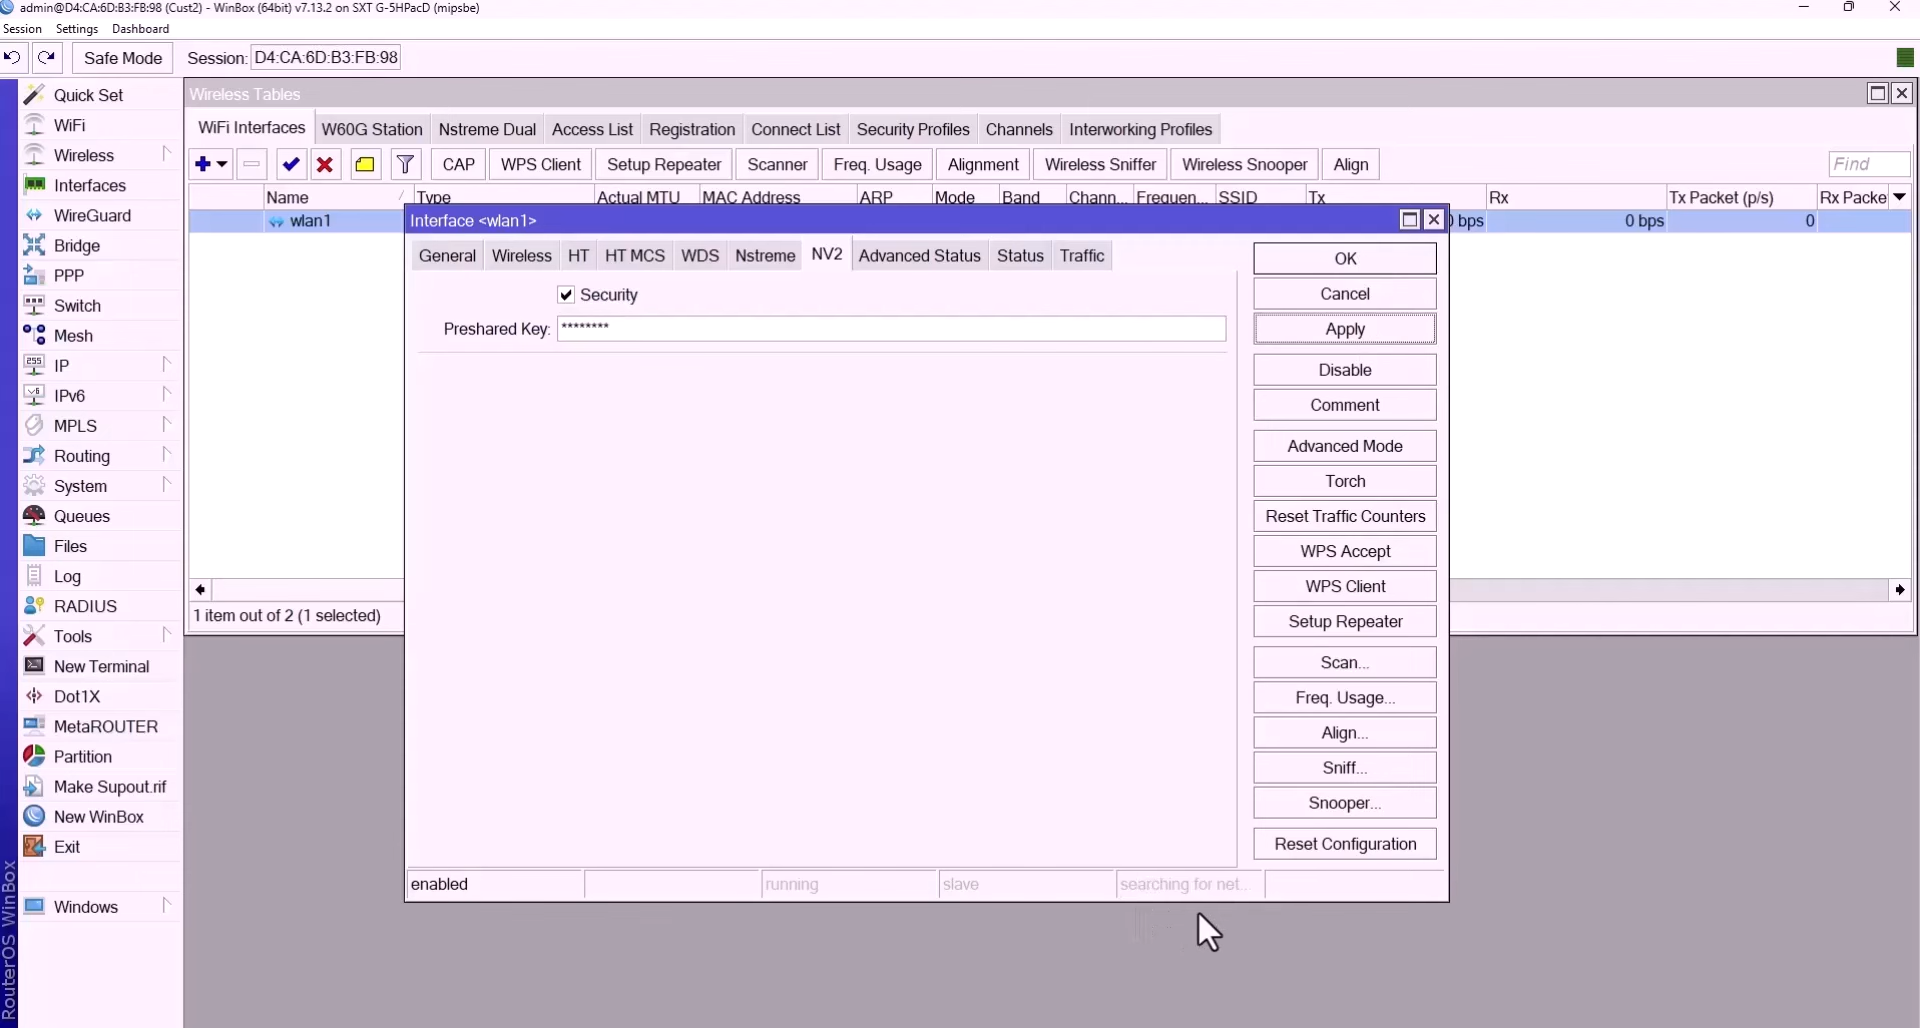 admin@D4:CA:6D:B3:FB:98 (Cust2) - WinBox (64bit) v7.13.2 on SXT G-5HPacD (mipsbe)
Session Settings Dashboard
Safe Mode Session: D4:CA:6D:B3:FB:98
Quick Set
WiFi
Wireless
Interfaces
WireGuard
Bridge
PPP
Switch
Mesh
IP
IPv6
MPLS
Routing
System
Queues
Files
Log
RADIUS
Tools
New Terminal
Dot1X
MetaROUTER
Partition
Make Supout.rif
New WinBox
Exit
Windows
RouterOS WinBox
Wireless Tables
WiFi Interfaces W60G Station Nstreme Dual Access List Registration Connect List Security Profiles Channels Interworking Profiles
CAP WPS Client Setup Repeater Scanner Freq. Usage Alignment Wireless Sniffer Wireless Snooper Align Find
Name Type Actual MTU MAC Address ARP Mode Band Chann... Frequen... SSID Tx Rx Tx Packet (p/s) Rx Packe
wlan1 bps 0 bps 0
1 item out of 2 (1 selected)
Interface <wlan1>
General Wireless HT HT MCS WDS Nstreme NV2 Advanced Status Status Traffic
Security
Preshared Key: ********
OK
Cancel
Apply
Disable
Comment
Advanced Mode
Torch
Reset Traffic Counters
WPS Accept
WPS Client
Setup Repeater
Scan...
Freq. Usage...
Align...
Sniff...
Snooper...
Reset Configuration
enabled running slave searching for net...